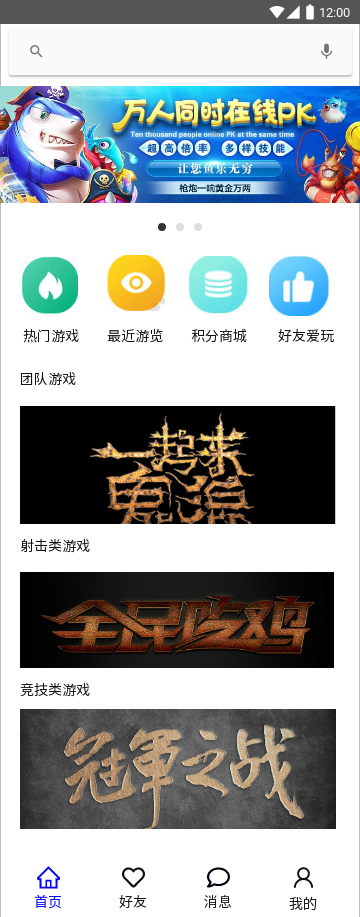 12:00
万人同时在线PK
Ten thousand people online PK at the same time
超高倍率 多样技能
让您鱼乐无穷
枪炮一响黄金万两
热门游戏 最近游览 积分商城 好友爱玩
团队游戏
一起来
射击类游戏
全民吃鸡
竞技类游戏
冠軍之战
首页 好友 消息 我的